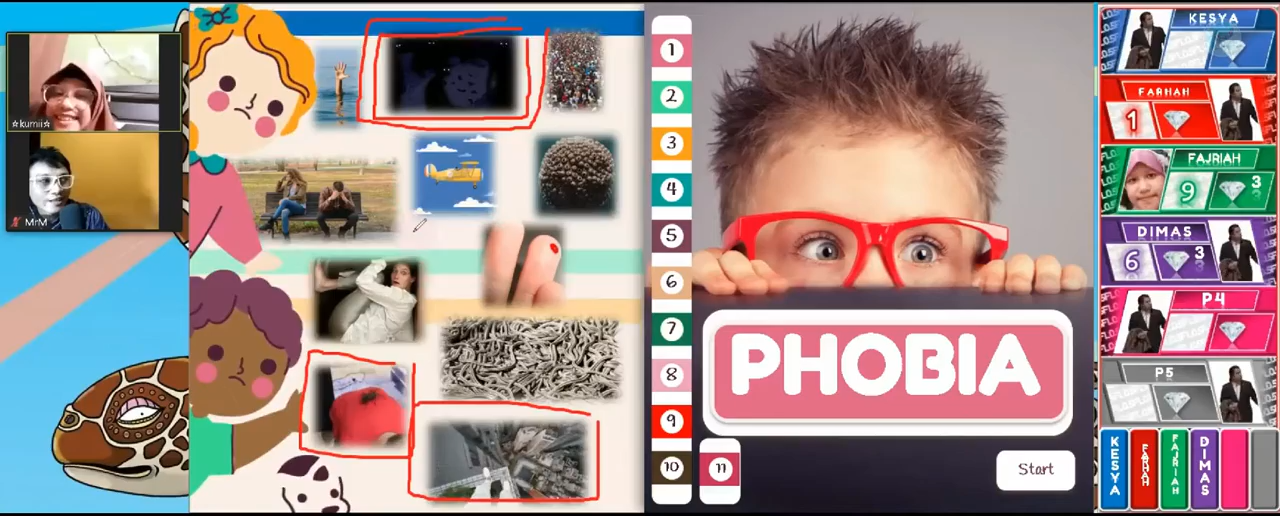 ☆kumii☆
MrM
1
2
3
4
5
6
7
8
9
10
11
PHOBIA
Start
KESYA
FARHAH
1
FAJRIAH
9
3
DIMAS
6
3
P4
P5
KESYA
FARHAH
FAJRIAH
DIMAS